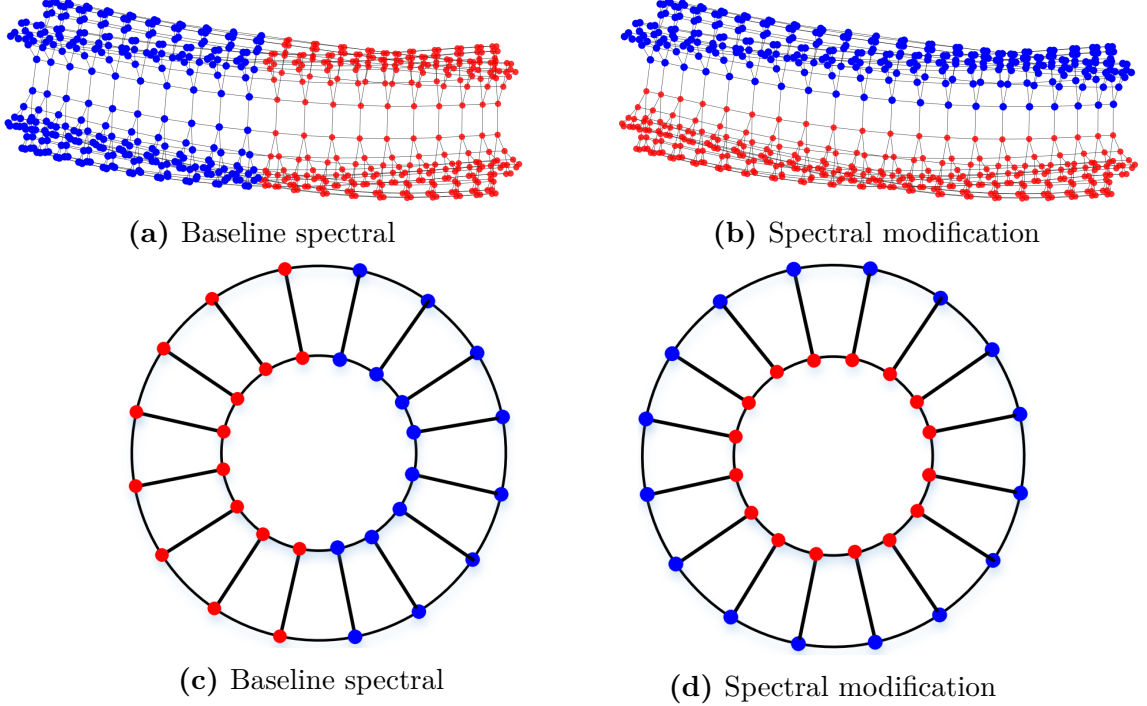 (a) Baseline spectral
(b) Spectral modification
(c) Baseline spectral
(d) Spectral modification